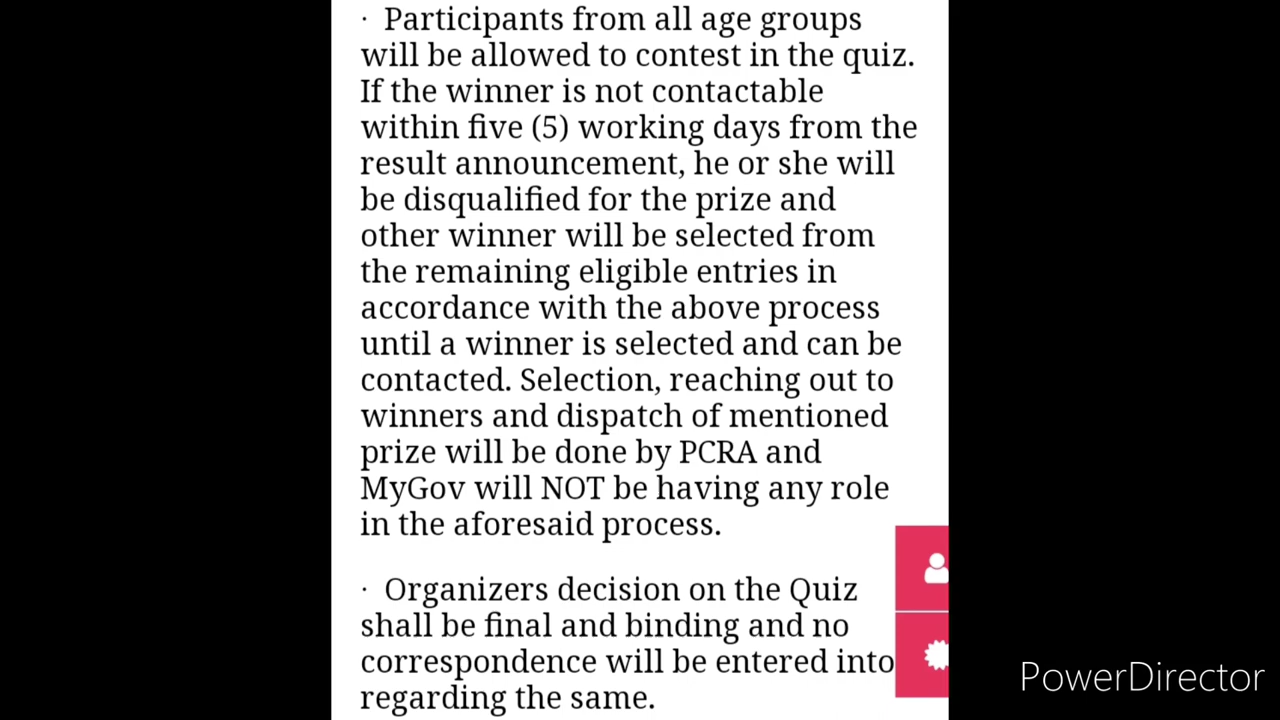 · Participants from all age groups
will be allowed to contest in the quiz.
If the winner is not contactable
within five (5) working days from the
result announcement, he or she will
be disqualified for the prize and
other winner will be selected from
the remaining eligible entries in
accordance with the above process
until a winner is selected and can be
contacted. Selection, reaching out to
winners and dispatch of mentioned
prize will be done by PCRA and
MyGov will NOT be having any role
in the aforesaid process.
· Organizers decision on the Quiz
shall be final and binding and no
correspondence will be entered into
regarding the same.
PowerDirector